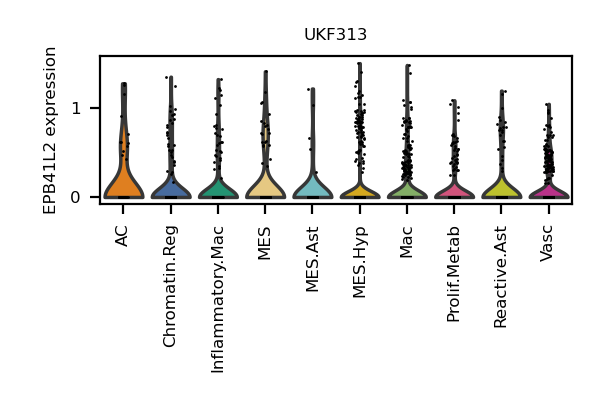 UKF313
EPB41L2 expression
1
0
AC
Chromatin.Reg
Inflammatory.Mac
MES
MES.Ast
MES.Hyp
Mac
Prolif.Metab
Reactive.Ast
Vasc